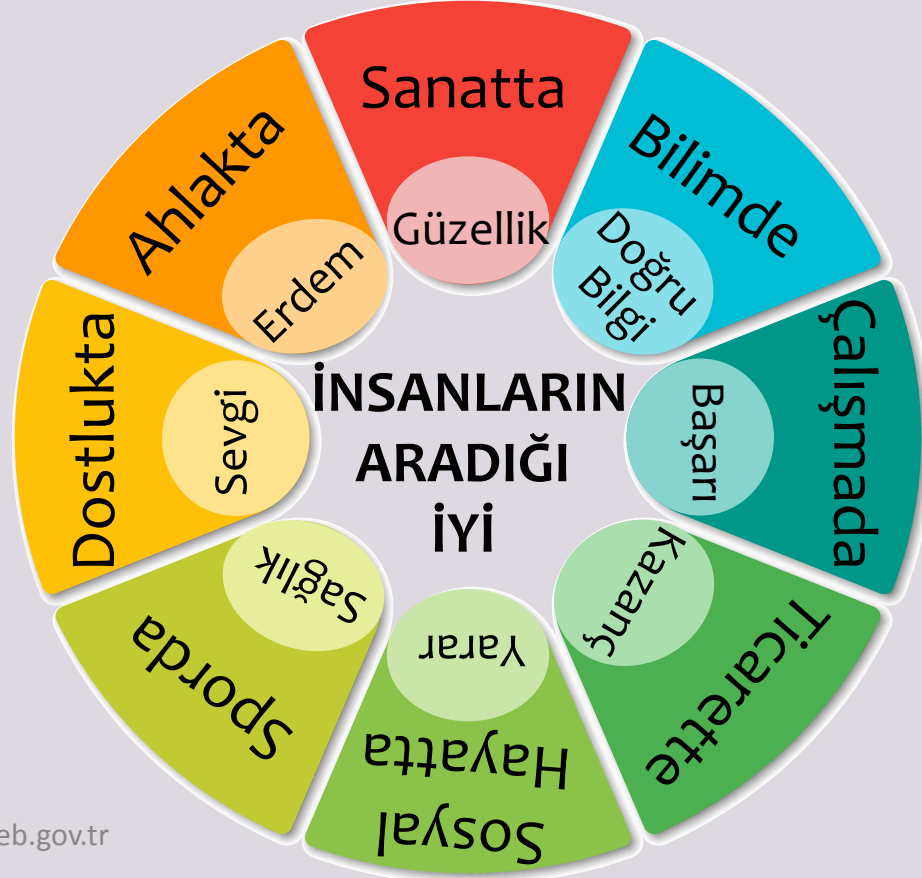 Sanatta
Güzellik
Bilimde
Doğru
Bilgi
Çalışmada
Başarı
Ticarette
Kazanç
Sosyal
Hayatta
Yarar
Sporda
Sağlık
Dostlukta
Sevgi
Ahlakta
Erdem
İNSANLARIN
ARADIĞI
İYİ
eb.gov.tr